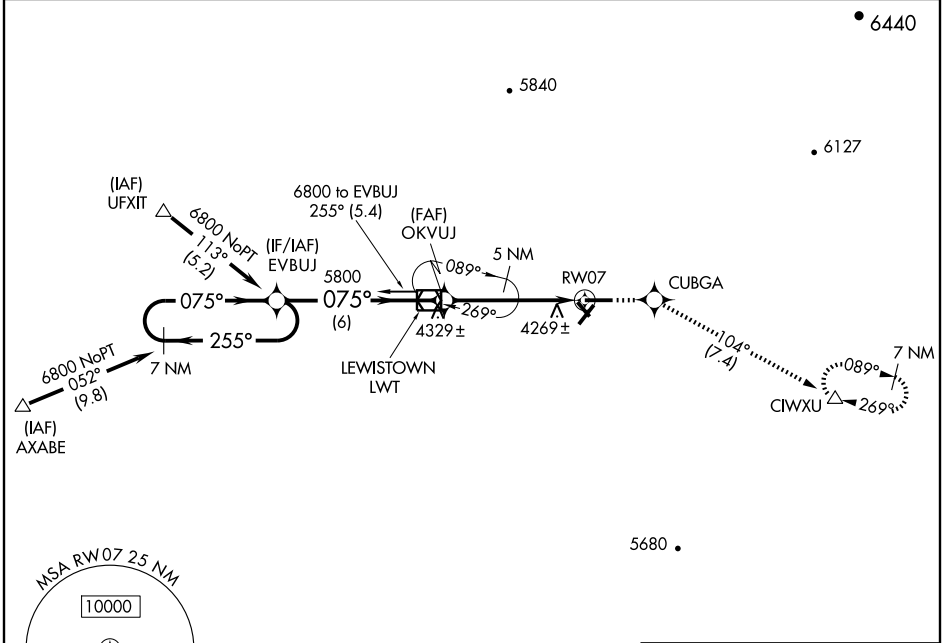 6440
5840
6127
(IAF)
UFXIT
6800 NoPT
113°
(5.2)
6800 to EVBUJ
255° (5.4)
(FAF)
OKVUJ
(IF/IAF)
EVBUJ
5800
075°
(6)
075°
255°
7 NM
089°
269°
5 NM
RW07
CUBGA
4329±
4269±
LEWISTOWN
LWT
6800 NoPT
052°
(9.8)
(IAF)
AXABE
104°
(7.4)
089°
7 NM
CIWXU
269°
5680
MSA RW07 25 NM
10000